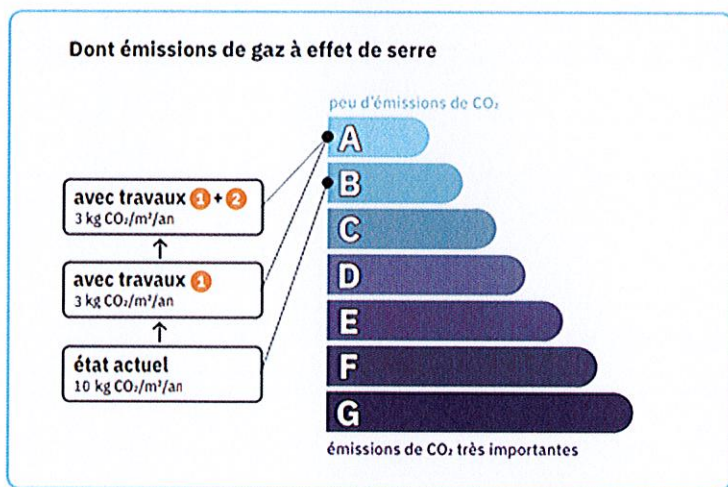 Dont émissions de gaz à effet de serre
peu d'émissions de CO₂
A
B
C
D
E
F
G
émissions de CO₂ très importantes
avec travaux 1 + 2
3 kg CO₂/m²/an
avec travaux 1
3 kg CO₂/m²/an
état actuel
10 kg CO₂/m²/an